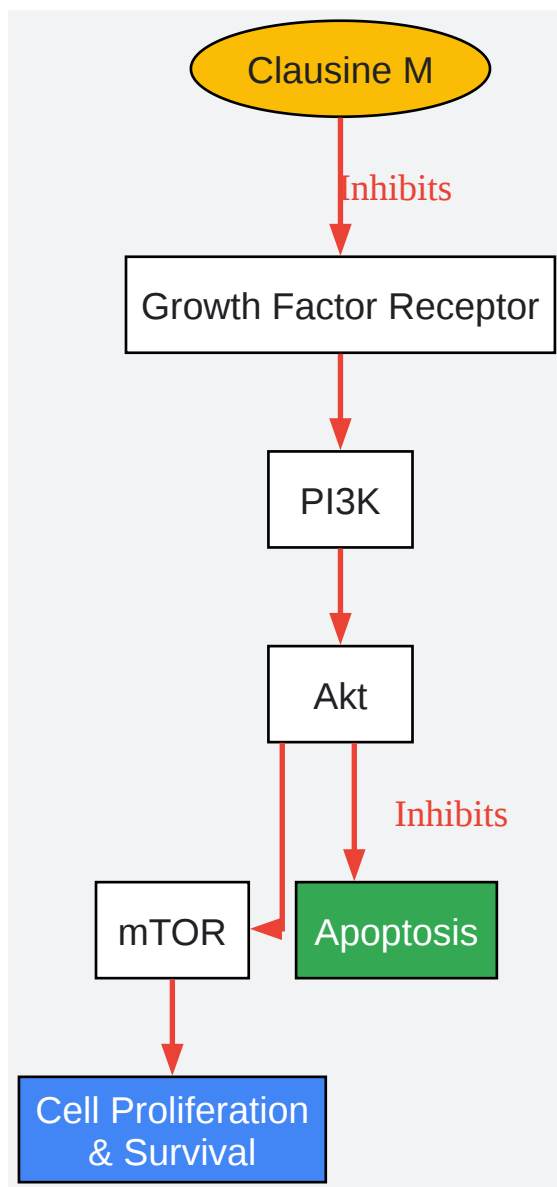 Clausine M
Inhibits
Growth Factor Receptor
PI3K
Akt
Inhibits
mTOR
Apoptosis
Cell Proliferation
& Survival